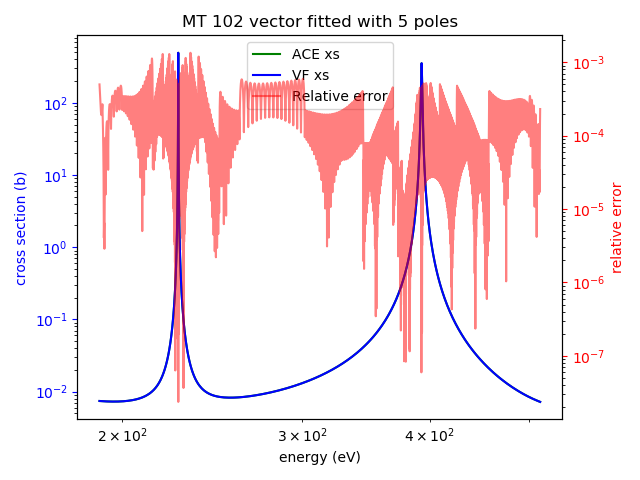 MT 102 vector fitted with 5 poles
ACE xs
VF xs
Relative error
cross section (b)
10²
10¹
10⁰
10⁻¹
10⁻²
10⁻³
10⁻⁴
10⁻⁵
10⁻⁶
10⁻⁷
relative error
2 × 10² 3 × 10² 4 × 10²
energy (eV)